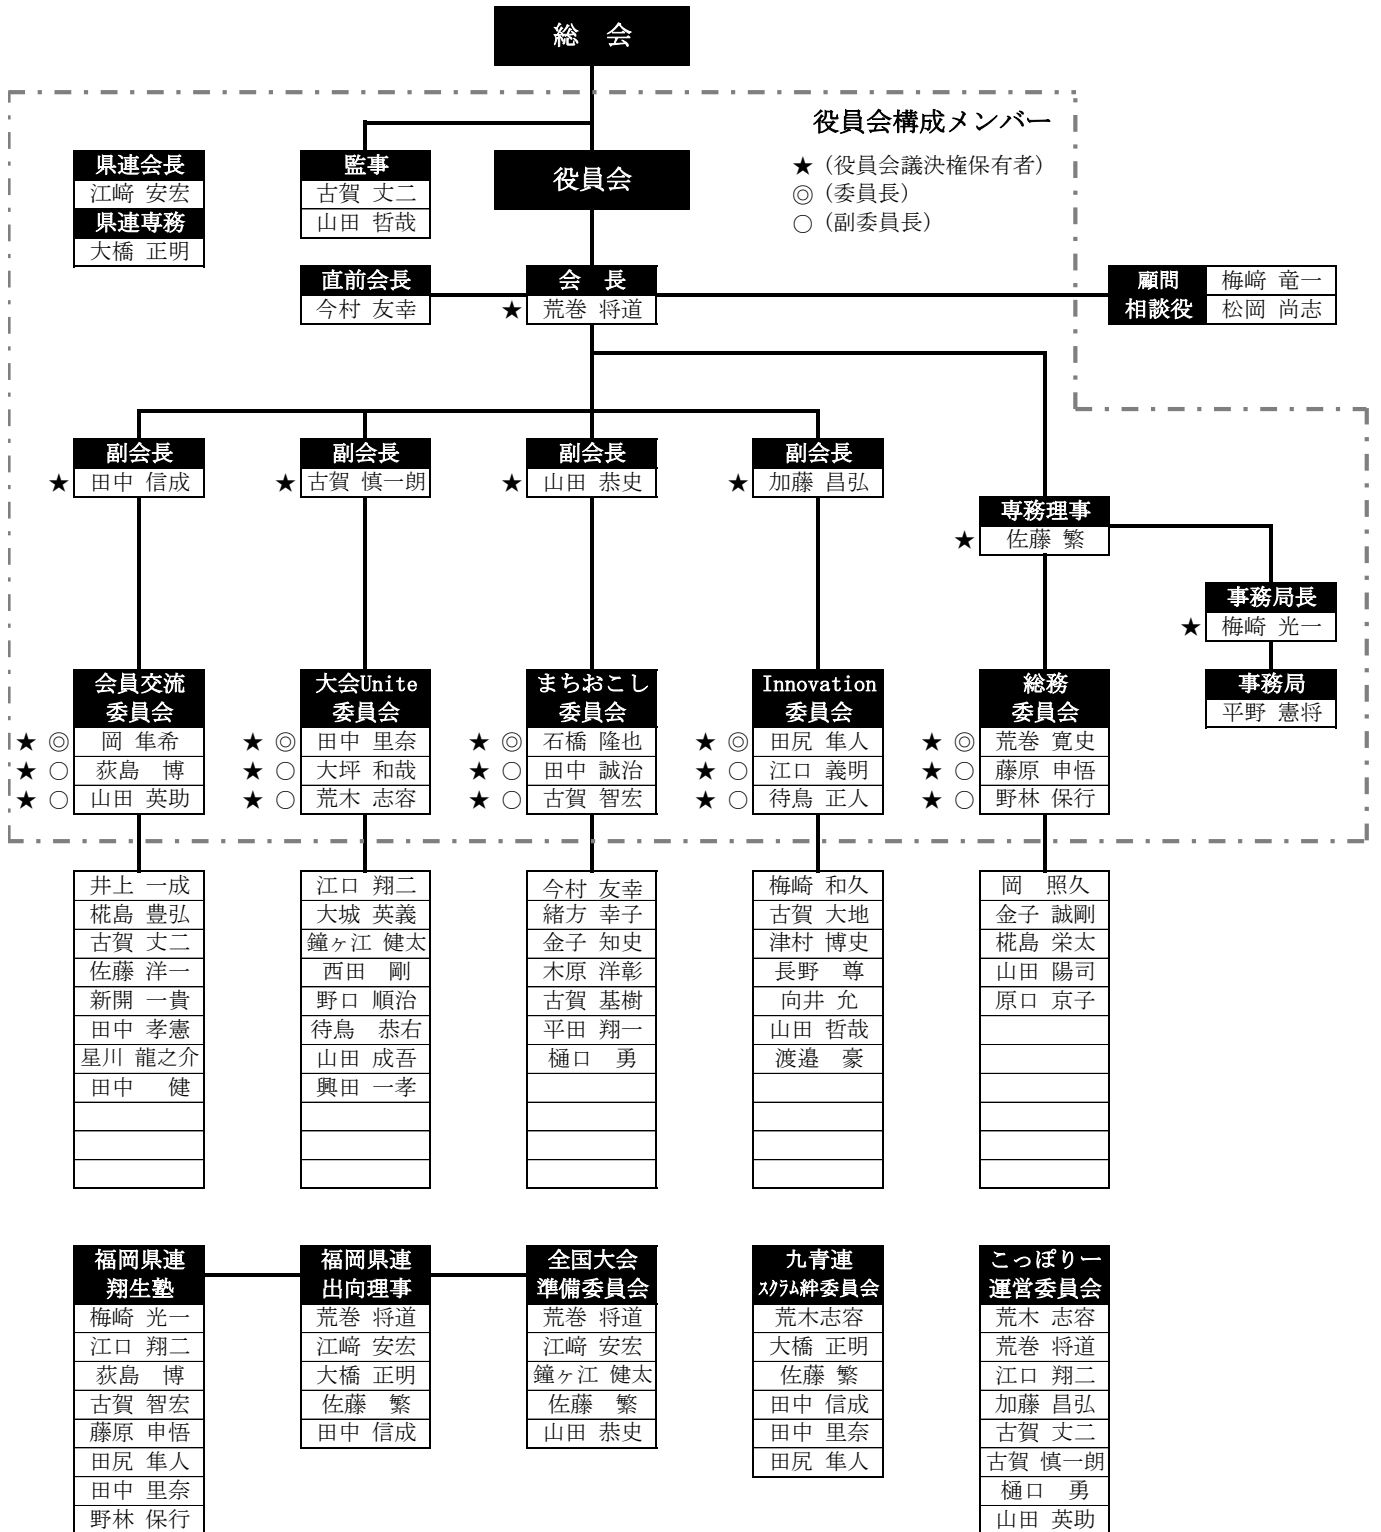 総　会
役員会構成メンバー
★（役員会議決権保有者）
◎（委員長）
○（副委員長）
県連会長
江﨑 安宏
県連専務
大橋 正明
監事
古賀 丈二
山田 哲哉
役員会
直前会長
今村 友幸
会　長
★ 荒巻 将道
顧問
相談役
梅﨑 竜一
松岡 尚志
副会長
★ 田中 信成
副会長
★ 古賀 慎一朗
副会長
★ 山田 恭史
副会長
★ 加藤 昌弘
専務理事
★ 佐藤 繁
事務局長
★ 梅崎 光一
事務局
平野 憲将
会員交流
委員会
★ ◎ 岡 隼希
★ ○ 荻島　博
★ ○ 山田 英助
大会Unite
委員会
★ ◎ 田中 里奈
★ ○ 大坪 和哉
★ ○ 荒木 志容
まちおこし
委員会
★ ◎ 石橋 隆也
★ ○ 田中 誠治
★ ○ 古賀 智宏
Innovation
委員会
★ ◎ 田尻 隼人
★ ○ 江口 義明
★ ○ 待鳥 正人
総務
委員会
★ ◎ 荒巻 寛史
★ ○ 藤原 申悟
★ ○ 野林 保行
井上 一成
椛島 豊弘
古賀 丈二
佐藤 洋一
新開 一貴
田中 孝憲
星川 龍之介
田中　健
江口 翔二
大城 英義
鐘ヶ江 健太
西田　剛
野口 順治
待鳥　恭右
山田 成吾
興田 一孝
今村 友幸
緒方 幸子
金子 知史
木原 洋彰
古賀 基樹
平田 翔一
樋口　勇
梅崎 和久
古賀 大地
津村 博史
長野　尊
向井 允
山田 哲哉
渡邉　豪
岡　照久
金子 誠剛
椛島 栄太
山田 陽司
原口 京子
福岡県連
翔生塾
梅崎 光一
江口 翔二
荻島　博
古賀 智宏
藤原 申悟
田尻 隼人
田中 里奈
野林 保行
福岡県連
出向理事
荒巻 将道
江﨑 安宏
大橋 正明
佐藤　繁
田中 信成
全国大会
準備委員会
荒巻 将道
江﨑 安宏
鐘ヶ江 健太
佐藤　繁
山田 恭史
九青連
ｽｸﾗﾑ絆委員会
荒木志容
大橋 正明
佐藤 繁
田中 信成
田中 里奈
田尻 隼人
こっぽりー
運営委員会
荒木 志容
荒巻 将道
江口 翔二
加藤 昌弘
古賀 丈二
古賀 慎一朗
樋口　勇
山田 英助